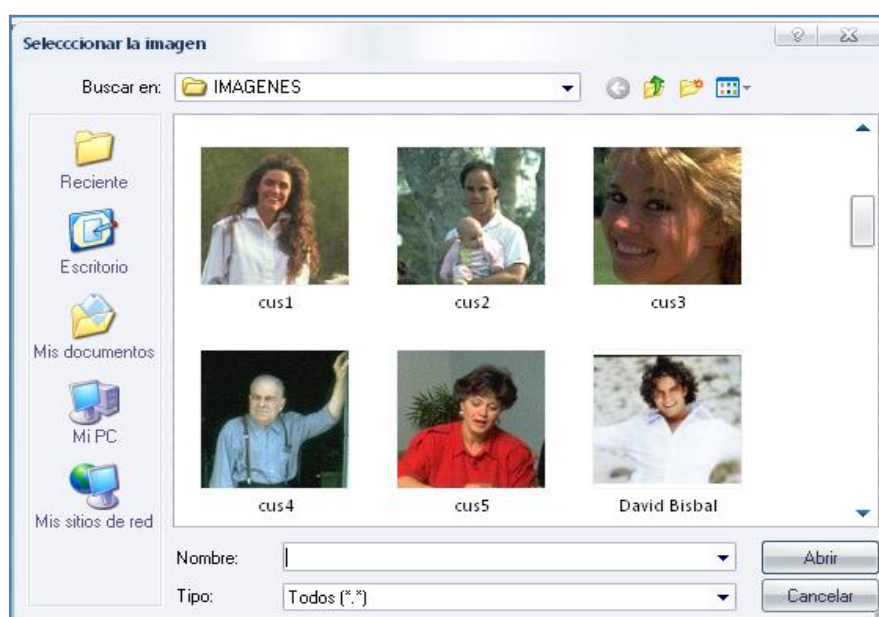 Selecccionar la imagen
Buscar en: IMAGENES
Reciente
Escritorio
Mis documentos
Mi PC
Mis sitios de red
cus1 cus2 cus3
cus4 cus5 David Bisbal
Nombre: Abrir
Tipo: Todos (*.*) Cancelar